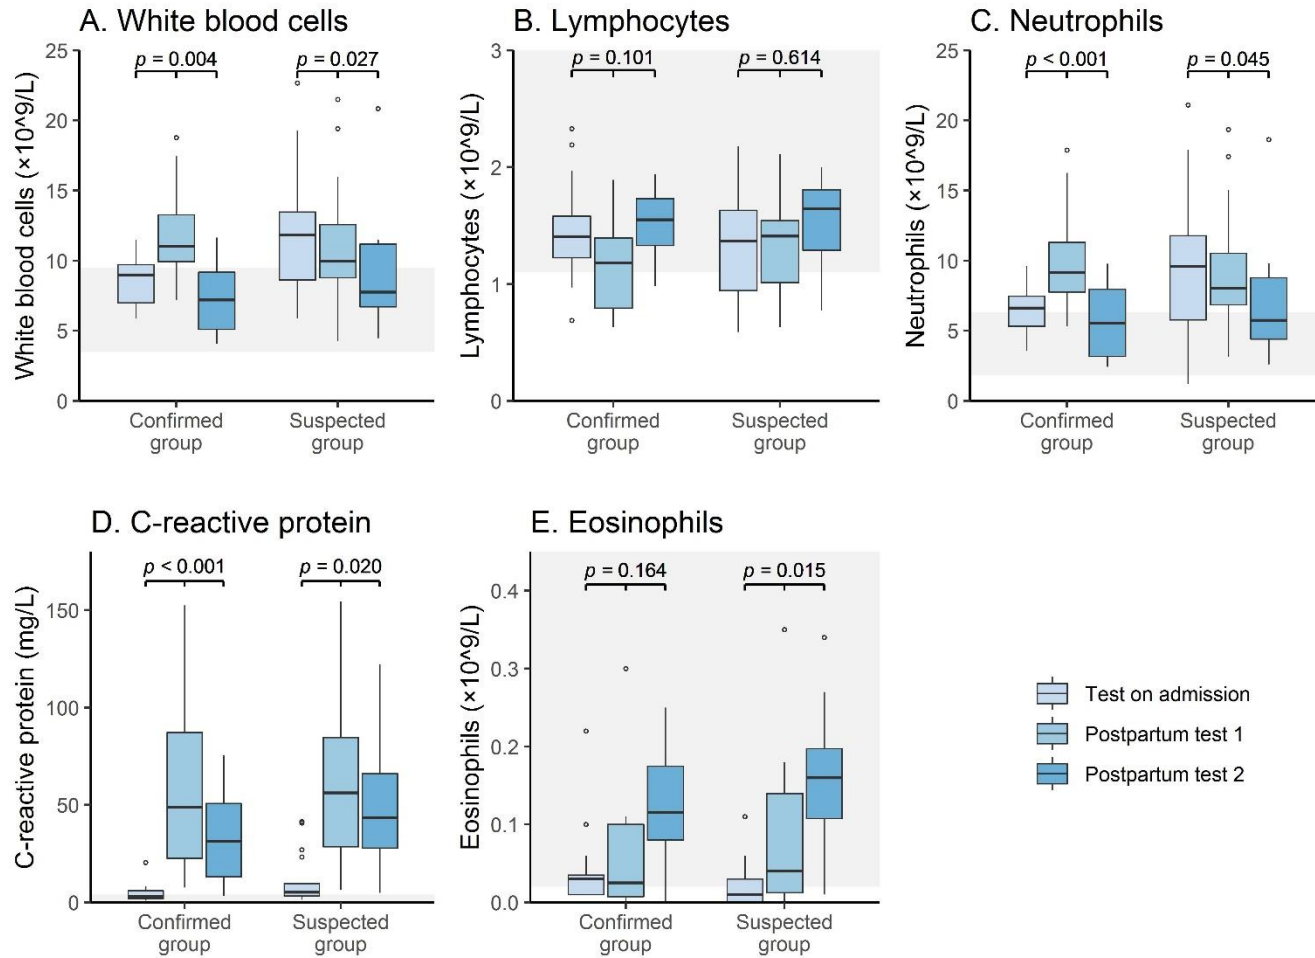 A. White blood cells
White blood cells (×10^9/L)
25
20
15
10
5
0
p = 0.004
p = 0.027
Confirmed
group
Suspected
group
B. Lymphocytes
Lymphocytes (×10^9/L)
3
2
1
0
p = 0.101
p = 0.614
Confirmed
group
Suspected
group
C. Neutrophils
Neutrophils (×10^9/L)
25
20
15
10
5
0
p < 0.001
p = 0.045
Confirmed
group
Suspected
group
D. C-reactive protein
C-reactive protein (mg/L)
150
100
50
0
p < 0.001
p = 0.020
Confirmed
group
Suspected
group
E. Eosinophils
Eosinophils (×10^9/L)
0.4
0.3
0.2
0.1
0.0
p = 0.164
p = 0.015
Confirmed
group
Suspected
group
Test on admission
Postpartum test 1
Postpartum test 2